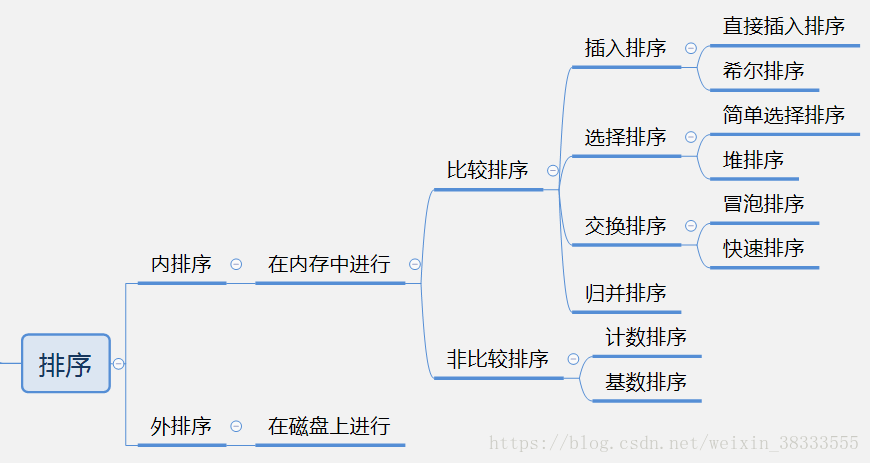 排序
内排序
在内存中进行
比较排序
插入排序
直接插入排序
希尔排序
选择排序
简单选择排序
堆排序
交换排序
冒泡排序
快速排序
归并排序
非比较排序
计数排序
基数排序
外排序
在磁盘上进行
https://blog.csdn.net/weixin_38333555